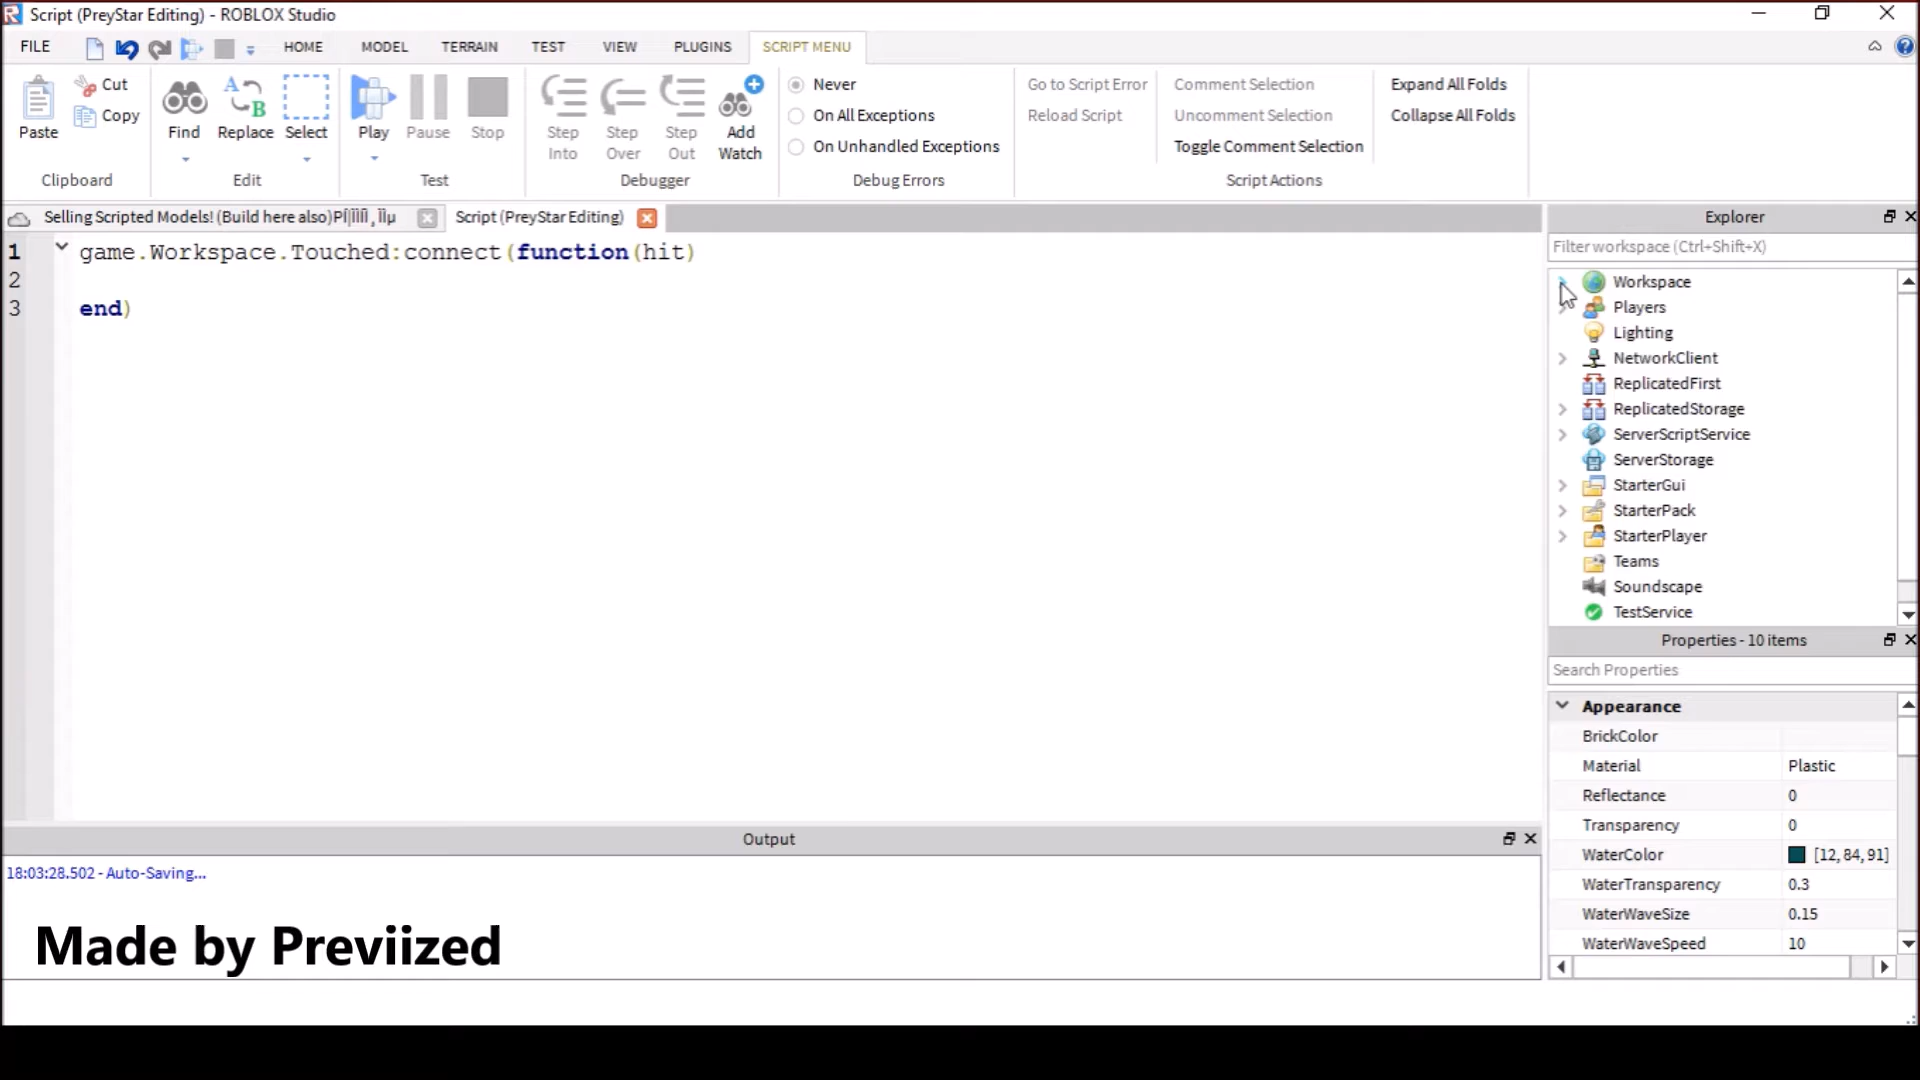 Script (PreyStar Editing) - ROBLOX Studio
FILE HOME MODEL TERRAIN TEST VIEW PLUGINS SCRIPT MENU
Paste Cut Copy Find Replace Select Play Pause Stop Step Into Step Over Step Out Add Watch
Clipboard Edit Test Debugger
Never
On All Exceptions
On Unhandled Exceptions
Debug Errors
Go to Script Error
Reload Script
Comment Selection
Uncomment Selection
Toggle Comment Selection
Expand All Folds
Collapse All Folds
Script Actions
Selling Scripted Models! (Build here also) Script (PreyStar Editing)
1 game.Workspace.Touched:connect(function(hit)
2
3 end)
Explorer
Filter workspace (Ctrl+Shift+X)
Workspace
Players
Lighting
NetworkClient
ReplicatedFirst
ReplicatedStorage
ServerScriptService
ServerStorage
StarterGui
StarterPack
StarterPlayer
Teams
Soundscape
TestService
Properties - 10 items
Search Properties
Appearance
BrickColor
Material Plastic
Reflectance 0
Transparency 0
WaterColor [12, 84, 91]
WaterTransparency 0.3
WaterWaveSize 0.15
WaterWaveSpeed 10
Output
18:03:28.502 - Auto-Saving...
Made by Previized